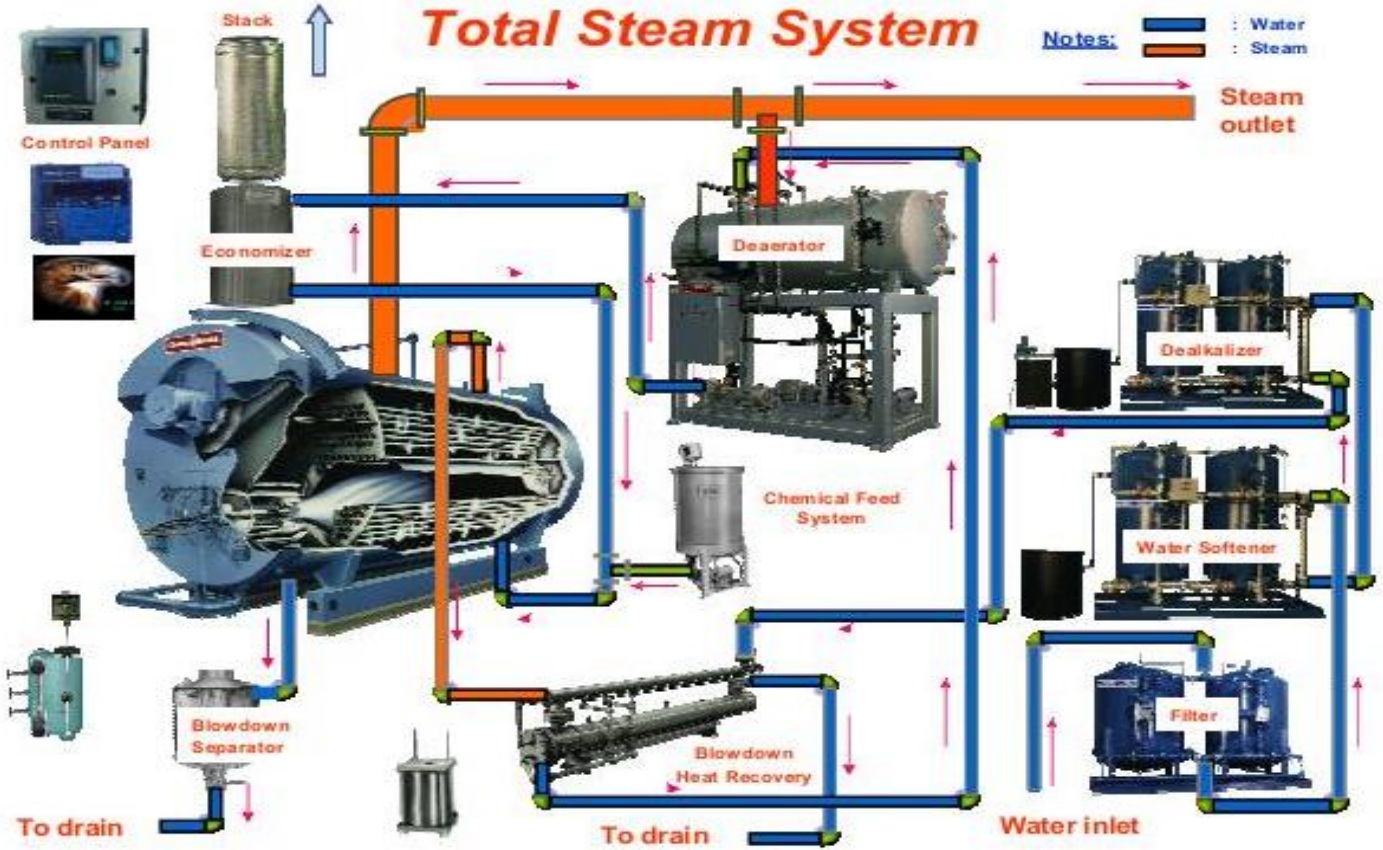 Stack
Total Steam System
Notes:
: Water
: Steam
Steam
outlet
Control Panel
Economizer
Deaerator
Dealkalizer
Chemical Feed
System
Water Softener
Filter
Blowdown
Separator
Blowdown
Heat Recovery
To drain
To drain
Water inlet